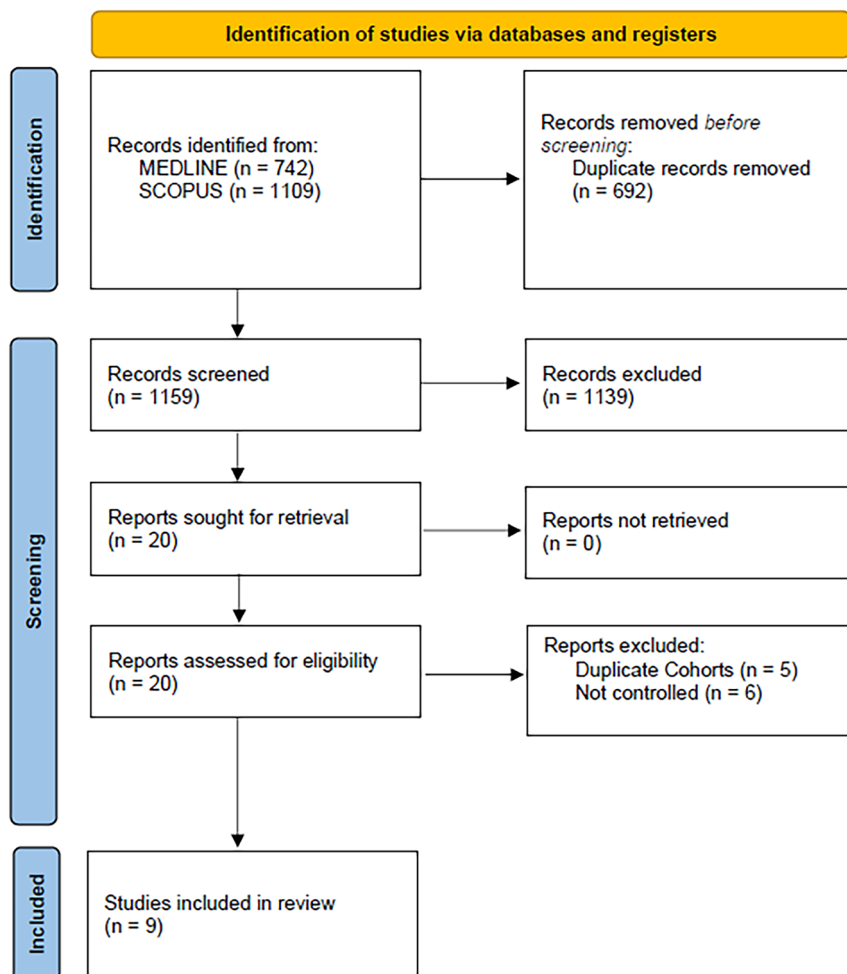 Identification of studies via databases and registers
Identification
Records identified from:
MEDLINE (n = 742)
SCOPUS (n = 1109)
Records removed before
screening:
Duplicate records removed
(n = 692)
Screening
Records screened
(n = 1159)
Records excluded
(n = 1139)
Reports sought for retrieval
(n = 20)
Reports not retrieved
(n = 0)
Reports assessed for eligibility
(n = 20)
Reports excluded:
Duplicate Cohorts (n = 5)
Not controlled (n = 6)
Included
Studies included in review
(n = 9)